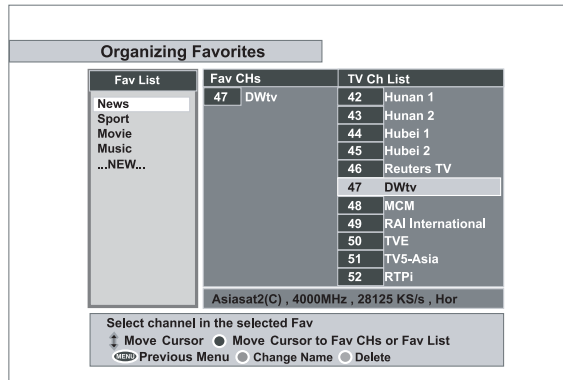 Organizing Favorites
Fav List
News
Sport
Movie
Music
...NEW...
Fav CHs
47 DWtv
TV Ch List
42 Hunan 1
43 Hunan 2
44 Hubei 1
45 Hubei 2
46 Reuters TV
47 DWtv
48 MCM
49 RAI International
50 TVE
51 TV5-Asia
52 RTPi
Asiasat2(C) , 4000MHz , 28125 KS/s , Hor
Select channel in the selected Fav
Move Cursor Move Cursor to Fav CHs or Fav List
MENU Previous Menu Change Name Delete